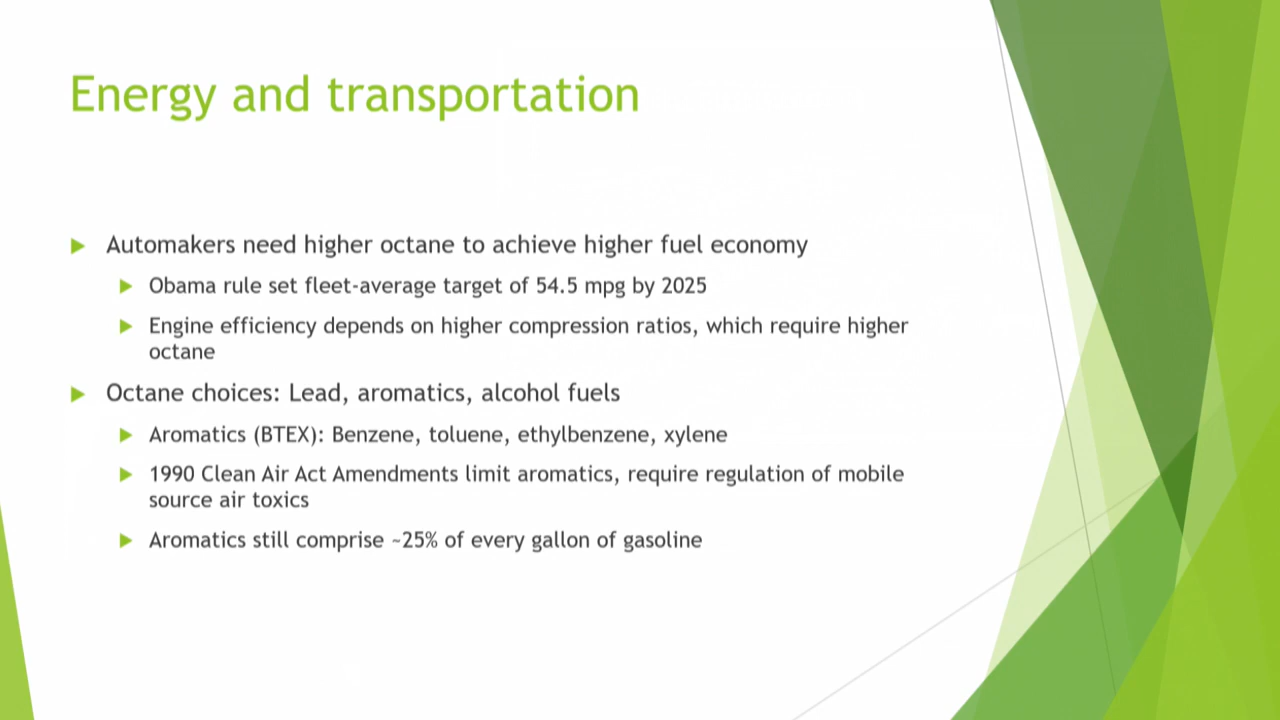 Energy and transportation
Automakers need higher octane to achieve higher fuel economy
Obama rule set fleet-average target of 54.5 mpg by 2025
Engine efficiency depends on higher compression ratios, which require higher
octane
Octane choices: Lead, aromatics, alcohol fuels
Aromatics (BTEX): Benzene, toluene, ethylbenzene, xylene
1990 Clean Air Act Amendments limit aromatics, require regulation of mobile
source air toxics
Aromatics still comprise ~25% of every gallon of gasoline